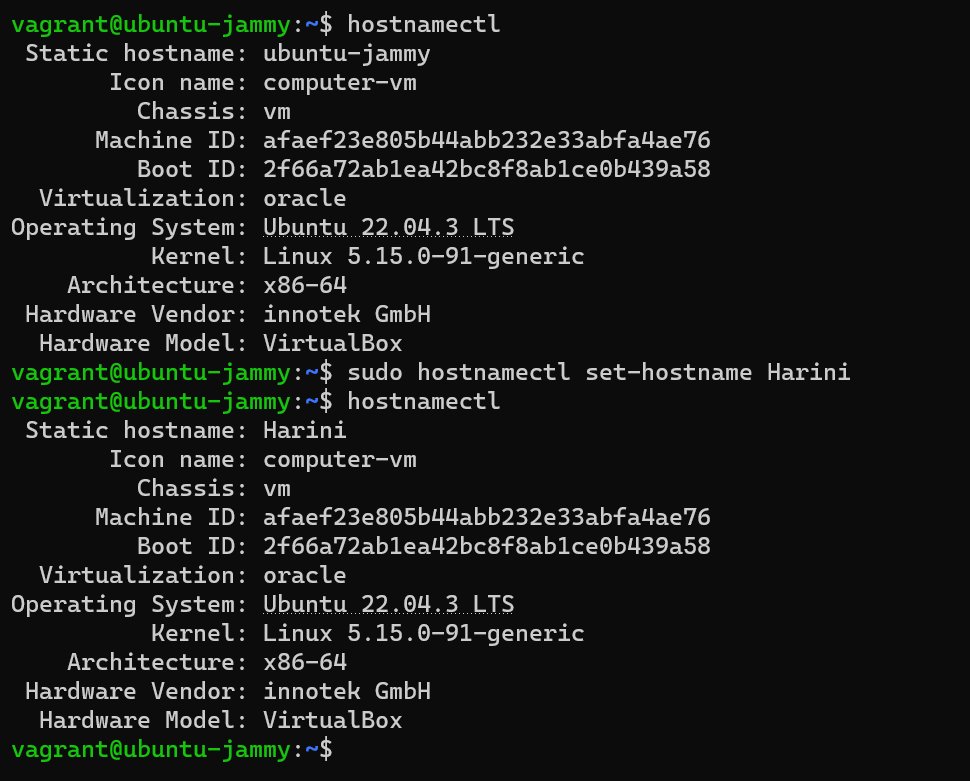 vagrant@ubuntu-jammy:~$ hostnamectl
 Static hostname: ubuntu-jammy
       Icon name: computer-vm
         Chassis: vm
      Machine ID: afaef23e805b44abb232e33abfa4ae76
         Boot ID: 2f66a72ab1ea42bc8f8ab1ce0b439a58
  Virtualization: oracle
Operating System: Ubuntu 22.04.3 LTS
          Kernel: Linux 5.15.0-91-generic
    Architecture: x86-64
 Hardware Vendor: innotek GmbH
  Hardware Model: VirtualBox
vagrant@ubuntu-jammy:~$ sudo hostnamectl set-hostname Harini
vagrant@ubuntu-jammy:~$ hostnamectl
 Static hostname: Harini
       Icon name: computer-vm
         Chassis: vm
      Machine ID: afaef23e805b44abb232e33abfa4ae76
         Boot ID: 2f66a72ab1ea42bc8f8ab1ce0b439a58
  Virtualization: oracle
Operating System: Ubuntu 22.04.3 LTS
          Kernel: Linux 5.15.0-91-generic
    Architecture: x86-64
 Hardware Vendor: innotek GmbH
  Hardware Model: VirtualBox
vagrant@ubuntu-jammy:~$